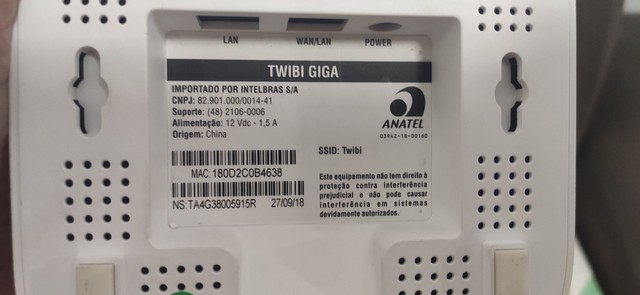 LAN WAN/LAN POWER
TWIBI GIGA
IMPORTADO POR INTELBRAS S/A
CNPJ: 82.901.000/0014-41
Suporte: (48) 2106-0006
Alimentação: 12 Vdc - 1,5 A
Origem: China
ANATEL
03942-18-00160
SSID: Twibi
MAC: 180D2C0B4638
NS: TA4G38005915R 27/09/18
Este equipamento não tem direito à
proteção contra interferência
prejudicial e não pode causar
interferência em sistemas
devidamente autorizados.